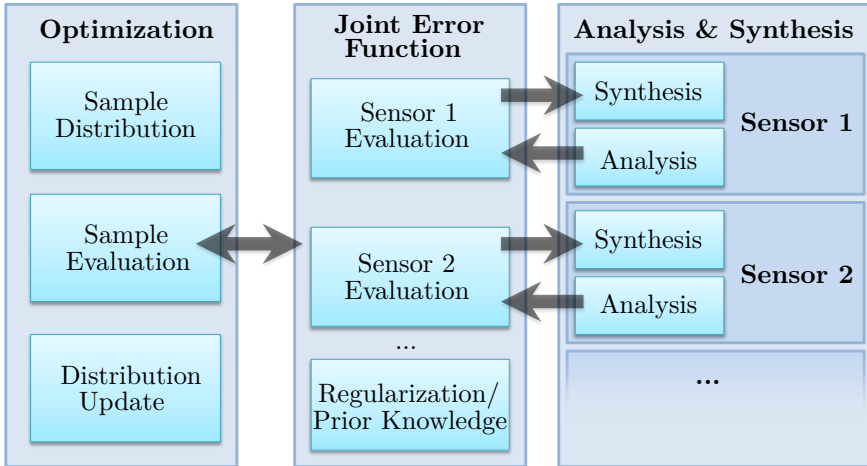 Optimization
Sample
Distribution
Sample
Evaluation
Distribution
Update
Joint Error
Function
Sensor 1
Evaluation
Sensor 2
Evaluation
...
Regularization/
Prior Knowledge
Analysis & Synthesis
Synthesis
Analysis
Sensor 1
Synthesis
Analysis
Sensor 2
...